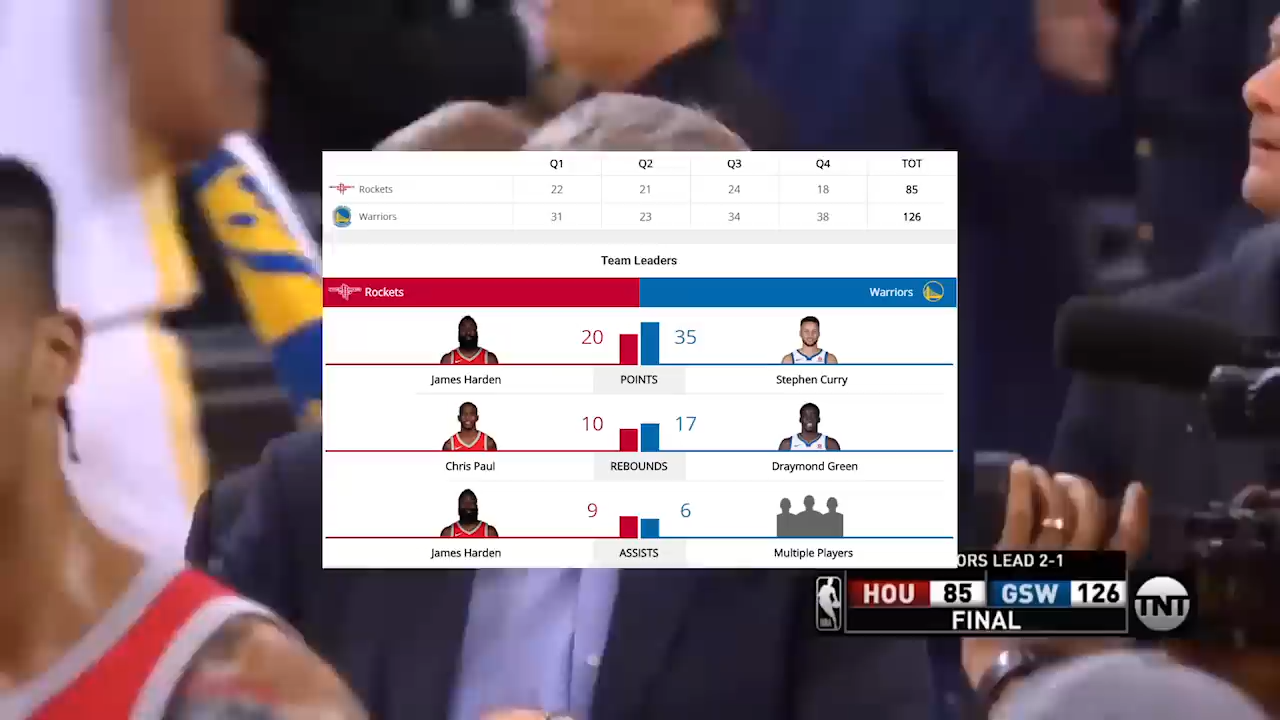 Q1 Q2 Q3 Q4 TOT
Rockets 22 21 24 18 85
Warriors 31 23 34 38 126
Team Leaders
Rockets Warriors
20 35
James Harden POINTS Stephen Curry
10 17
Chris Paul REBOUNDS Draymond Green
9 6
James Harden ASSISTS Multiple Players
ORS LEAD 2-1
NBA HOU 85 GSW 126 TNT
FINAL